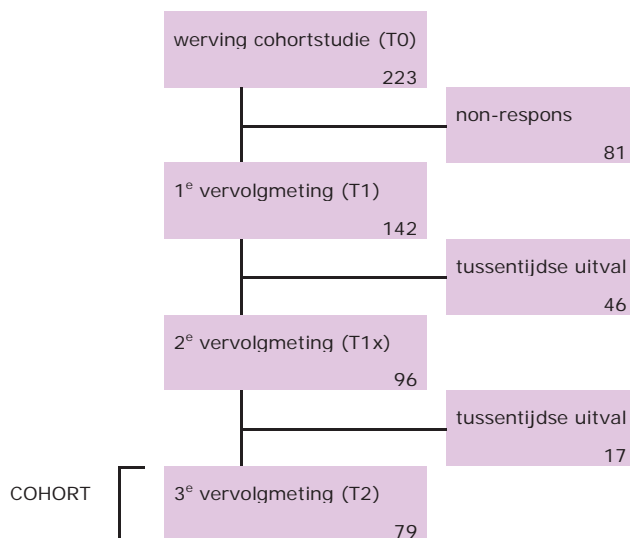 werving cohortstudie (T0)
223
non-respons
81
1e vervolgmeting (T1)
142
tussentijdse uitval
46
2e vervolgmeting (T1x)
96
tussentijdse uitval
17
COHORT
3e vervolgmeting (T2)
79